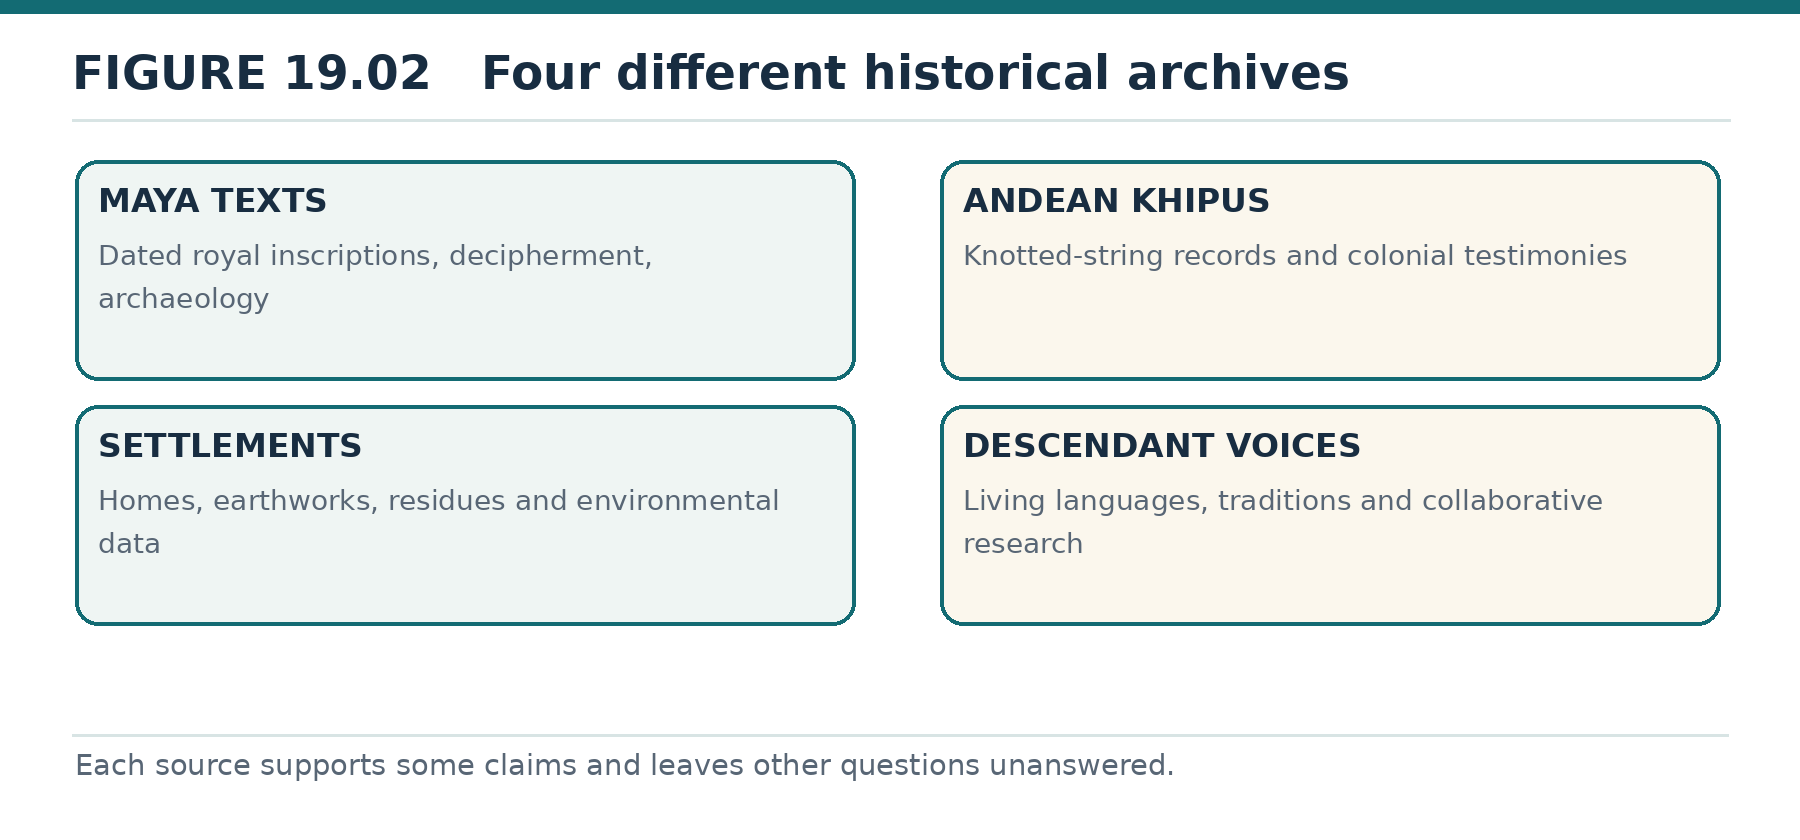 FIGURE 19.02 Four different historical archives
MAYA TEXTS
Dated royal inscriptions, decipherment,
archaeology
ANDEAN KHIPUS
Knotted-string records and colonial testimonies
SETTLEMENTS
Homes, earthworks, residues and environmental
data
DESCENDANT VOICES
Living languages, traditions and collaborative
research
Each source supports some claims and leaves other questions unanswered.